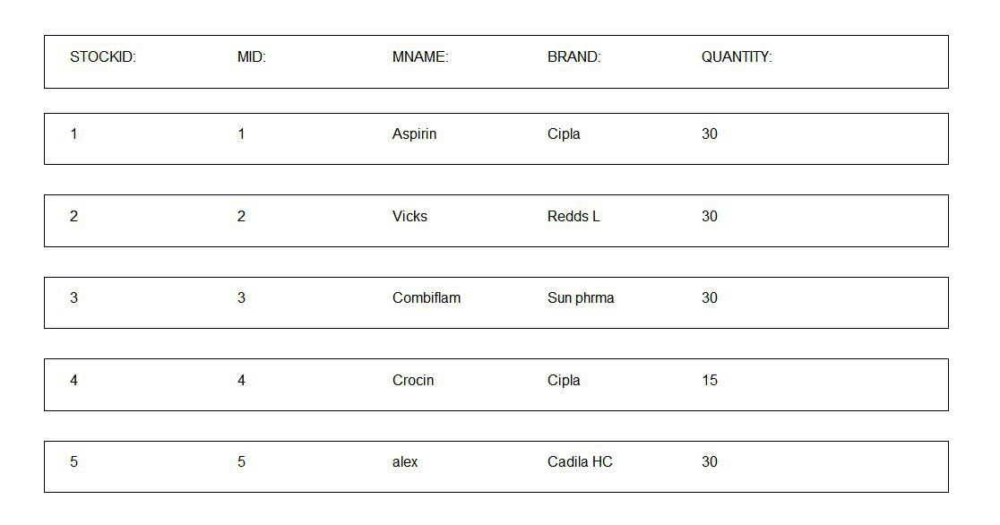 STOCKID: MID: MNAME: BRAND: QUANTITY:
1 1 Aspirin Cipla 30
2 2 Vicks Redds L 30
3 3 Combiflam Sun phrma 30
4 4 Crocin Cipla 15
5 5 alex Cadila HC 30